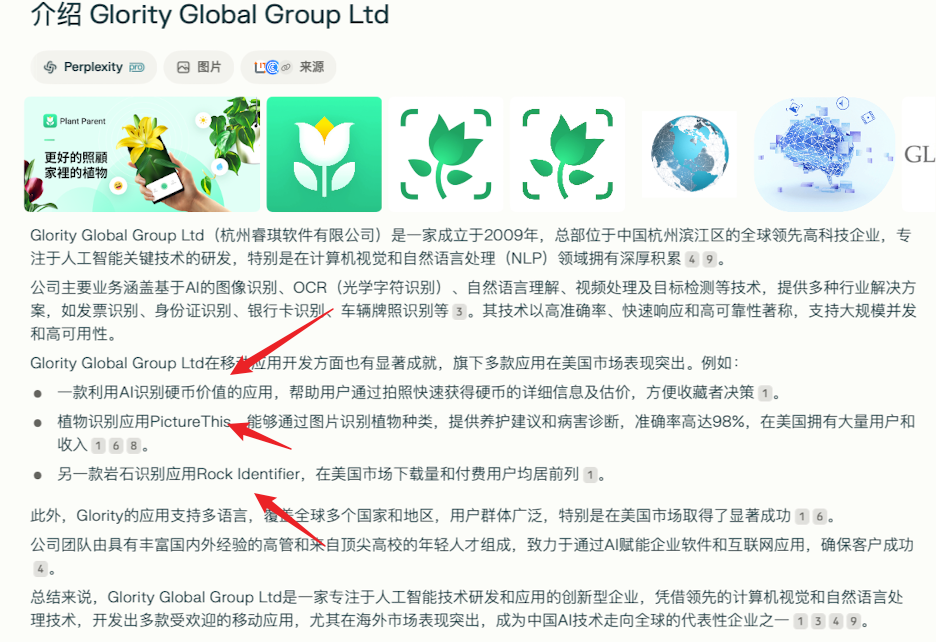 介绍 Glority Global Group Ltd
Perplexity pro
图片
来源
Plant Parent
更好的照顧
家裡的植物
GL
Glority Global Group Ltd（杭州睿琪软件有限公司）是一家成立于2009年，总部位于中国杭州滨江区的全球领先高科技企业，专
注于人工智能关键技术的研发，特别是在计算机视觉和自然语言处理（NLP）领域拥有深厚积累 4 9 。
公司主要业务涵盖基于AI的图像识别、OCR（光学字符识别）、自然语言理解、视频处理及目标检测等技术，提供多种行业解决方
案，如发票识别、身份证识别、银行卡识别、车辆牌照识别等 3 。其技术以高准确率、快速响应和高可靠性著称，支持大规模并发
和高可用性。
Glority Global Group Ltd在移动应用开发方面也有显著成就，旗下多款应用在美国市场表现突出。例如：
一款利用AI识别硬币价值的应用，帮助用户通过拍照快速获得硬币的详细信息及估价，方便收藏者决策 1 。
植物识别应用PictureThis，能够通过图片识别植物种类，提供养护建议和病害诊断，准确率高达98%，在美国拥有大量用户和
收入 1 6 8 。
另一款岩石识别应用Rock Identifier，在美国市场下载量和付费用户均居前列 1 。
此外，Glority的应用支持多语言，覆盖全球多个国家和地区，用户群体广泛，特别是在美国市场取得了显著成功 1 6 。
公司团队由具有丰富国内外经验的高管和来自顶尖高校的年轻人才组成，致力于通过AI赋能企业软件和互联网应用，确保客户成功
4 。
总结来说，Glority Global Group Ltd是一家专注于人工智能技术研发和应用的创新型企业，凭借领先的计算机视觉和自然语言处
理技术，开发出多款受欢迎的移动应用，尤其在海外市场表现突出，成为中国AI技术走向全球的代表性企业之一 1 3 4 9 。